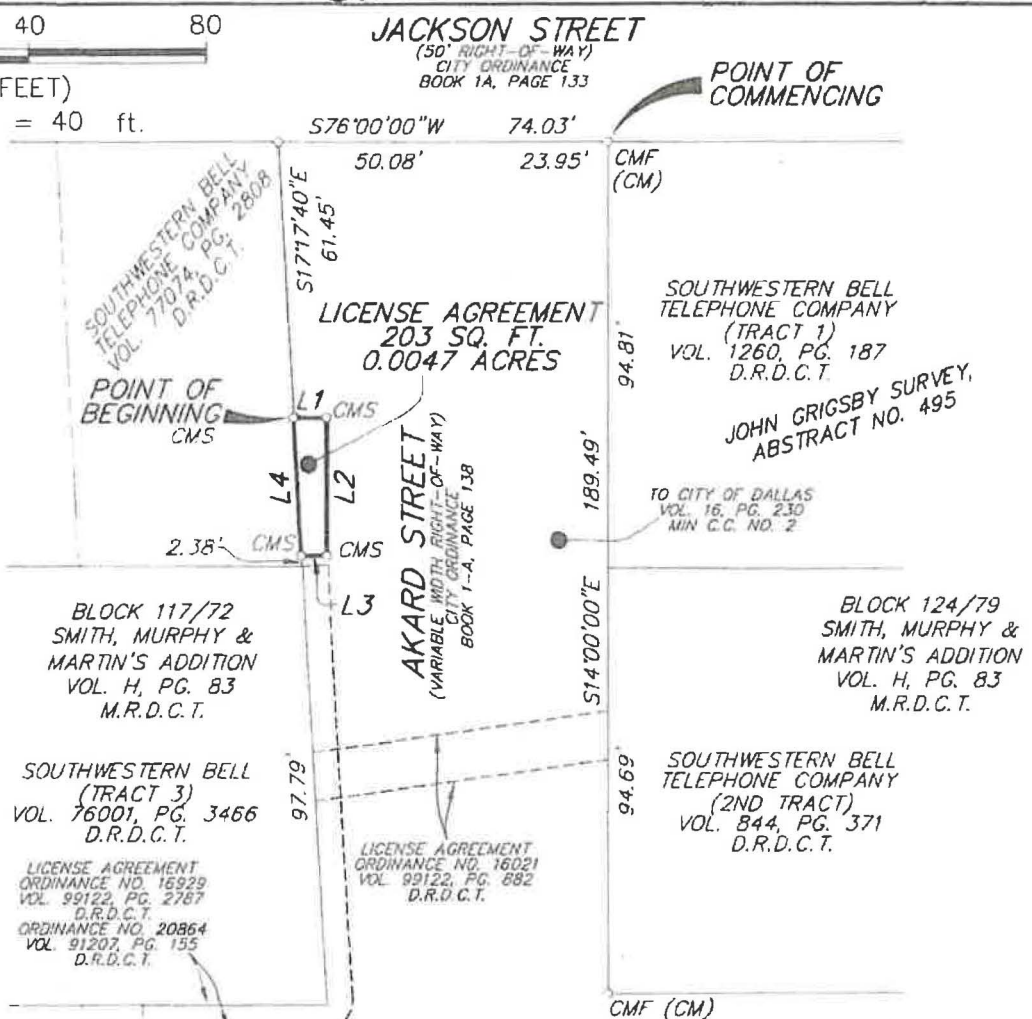 40 80
FEET)
= 40 ft.
JACKSON STREET
(50' RIGHT-OF-WAY)
CITY ORDINANCE
BOOK 1A, PAGE 133
POINT OF
COMMENCING
S76°00'00"W 74.03'
50.08' 23.95'
CMF
(CM)
SOUTHWESTERN BELL
TELEPHONE COMPANY
VOL. 77074, PG. 2808
D.R.D.C.T.
S17°17'40"E
61.45'
LICENSE AGREEMENT
203 SQ. FT.
0.0047 ACRES
94.81'
SOUTHWESTERN BELL
TELEPHONE COMPANY
(TRACT 1)
VOL. 1260, PG. 187
D.R.D.C.T.
JOHN GRIGSBY SURVEY,
ABSTRACT NO. 495
POINT OF
BEGINNING
CMS
L1
CMS
L4
L2
AKARD STREET
(VARIABLE WIDTH RIGHT-OF-WAY)
CITY ORDINANCE
BOOK 1-A, PAGE 138
189.49'
TO CITY OF DALLAS
VOL. 16, PG. 230
MIN C.C. NO. 2
2.38'
CMS
CMS
L3
S14°00'00"E
BLOCK 117/72
SMITH, MURPHY &
MARTIN'S ADDITION
VOL. H, PG. 83
M.R.D.C.T.
BLOCK 124/79
SMITH, MURPHY &
MARTIN'S ADDITION
VOL. H, PG. 83
M.R.D.C.T.
SOUTHWESTERN BELL
(TRACT 3)
VOL. 76001, PG. 3466
D.R.D.C.T.
97.79'
94.69'
SOUTHWESTERN BELL
TELEPHONE COMPANY
(2ND TRACT)
VOL. 844, PG. 371
D.R.D.C.T.
LICENSE AGREEMENT
ORDINANCE NO. 16021
VOL. 99122, PG. 882
D.R.D.C.T.
LICENSE AGREEMENT
ORDINANCE NO. 16929
VOL. 99122, PG. 2787
D.R.D.C.T.
ORDINANCE NO. 20864
VOL. 91207, PG. 155
D.R.D.C.T.
CMF (CM)